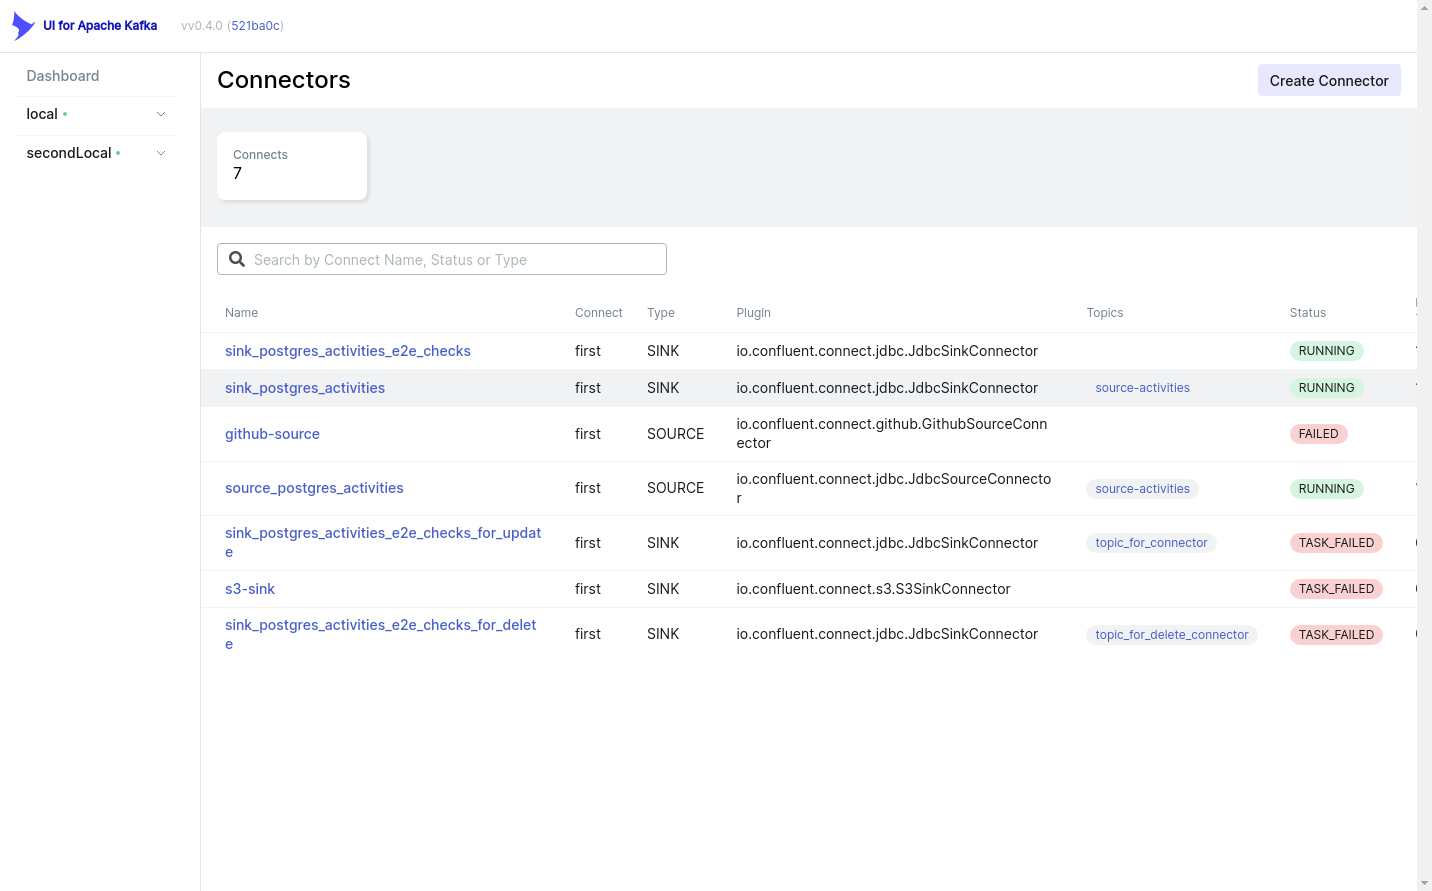 UI for Apache Kafka vv0.4.0 (521ba0c)
Dashboard
local
secondLocal
Connectors
Create Connector
Connects
7
Search by Connect Name, Status or Type
Name Connect Type Plugin Topics Status
sink_postgres_activities_e2e_checks first SINK io.confluent.connect.jdbc.JdbcSinkConnector RUNNING
sink_postgres_activities first SINK io.confluent.connect.jdbc.JdbcSinkConnector source-activities RUNNING
github-source first SOURCE io.confluent.connect.github.GithubSourceConn
ector FAILED
source_postgres_activities first SOURCE io.confluent.connect.jdbc.JdbcSourceConnecto
r source-activities RUNNING
sink_postgres_activities_e2e_checks_for_updat
e first SINK io.confluent.connect.jdbc.JdbcSinkConnector topic_for_connector TASK_FAILED
s3-sink first SINK io.confluent.connect.s3.S3SinkConnector TASK_FAILED
sink_postgres_activities_e2e_checks_for_delet
e first SINK io.confluent.connect.jdbc.JdbcSinkConnector topic_for_delete_connector TASK_FAILED